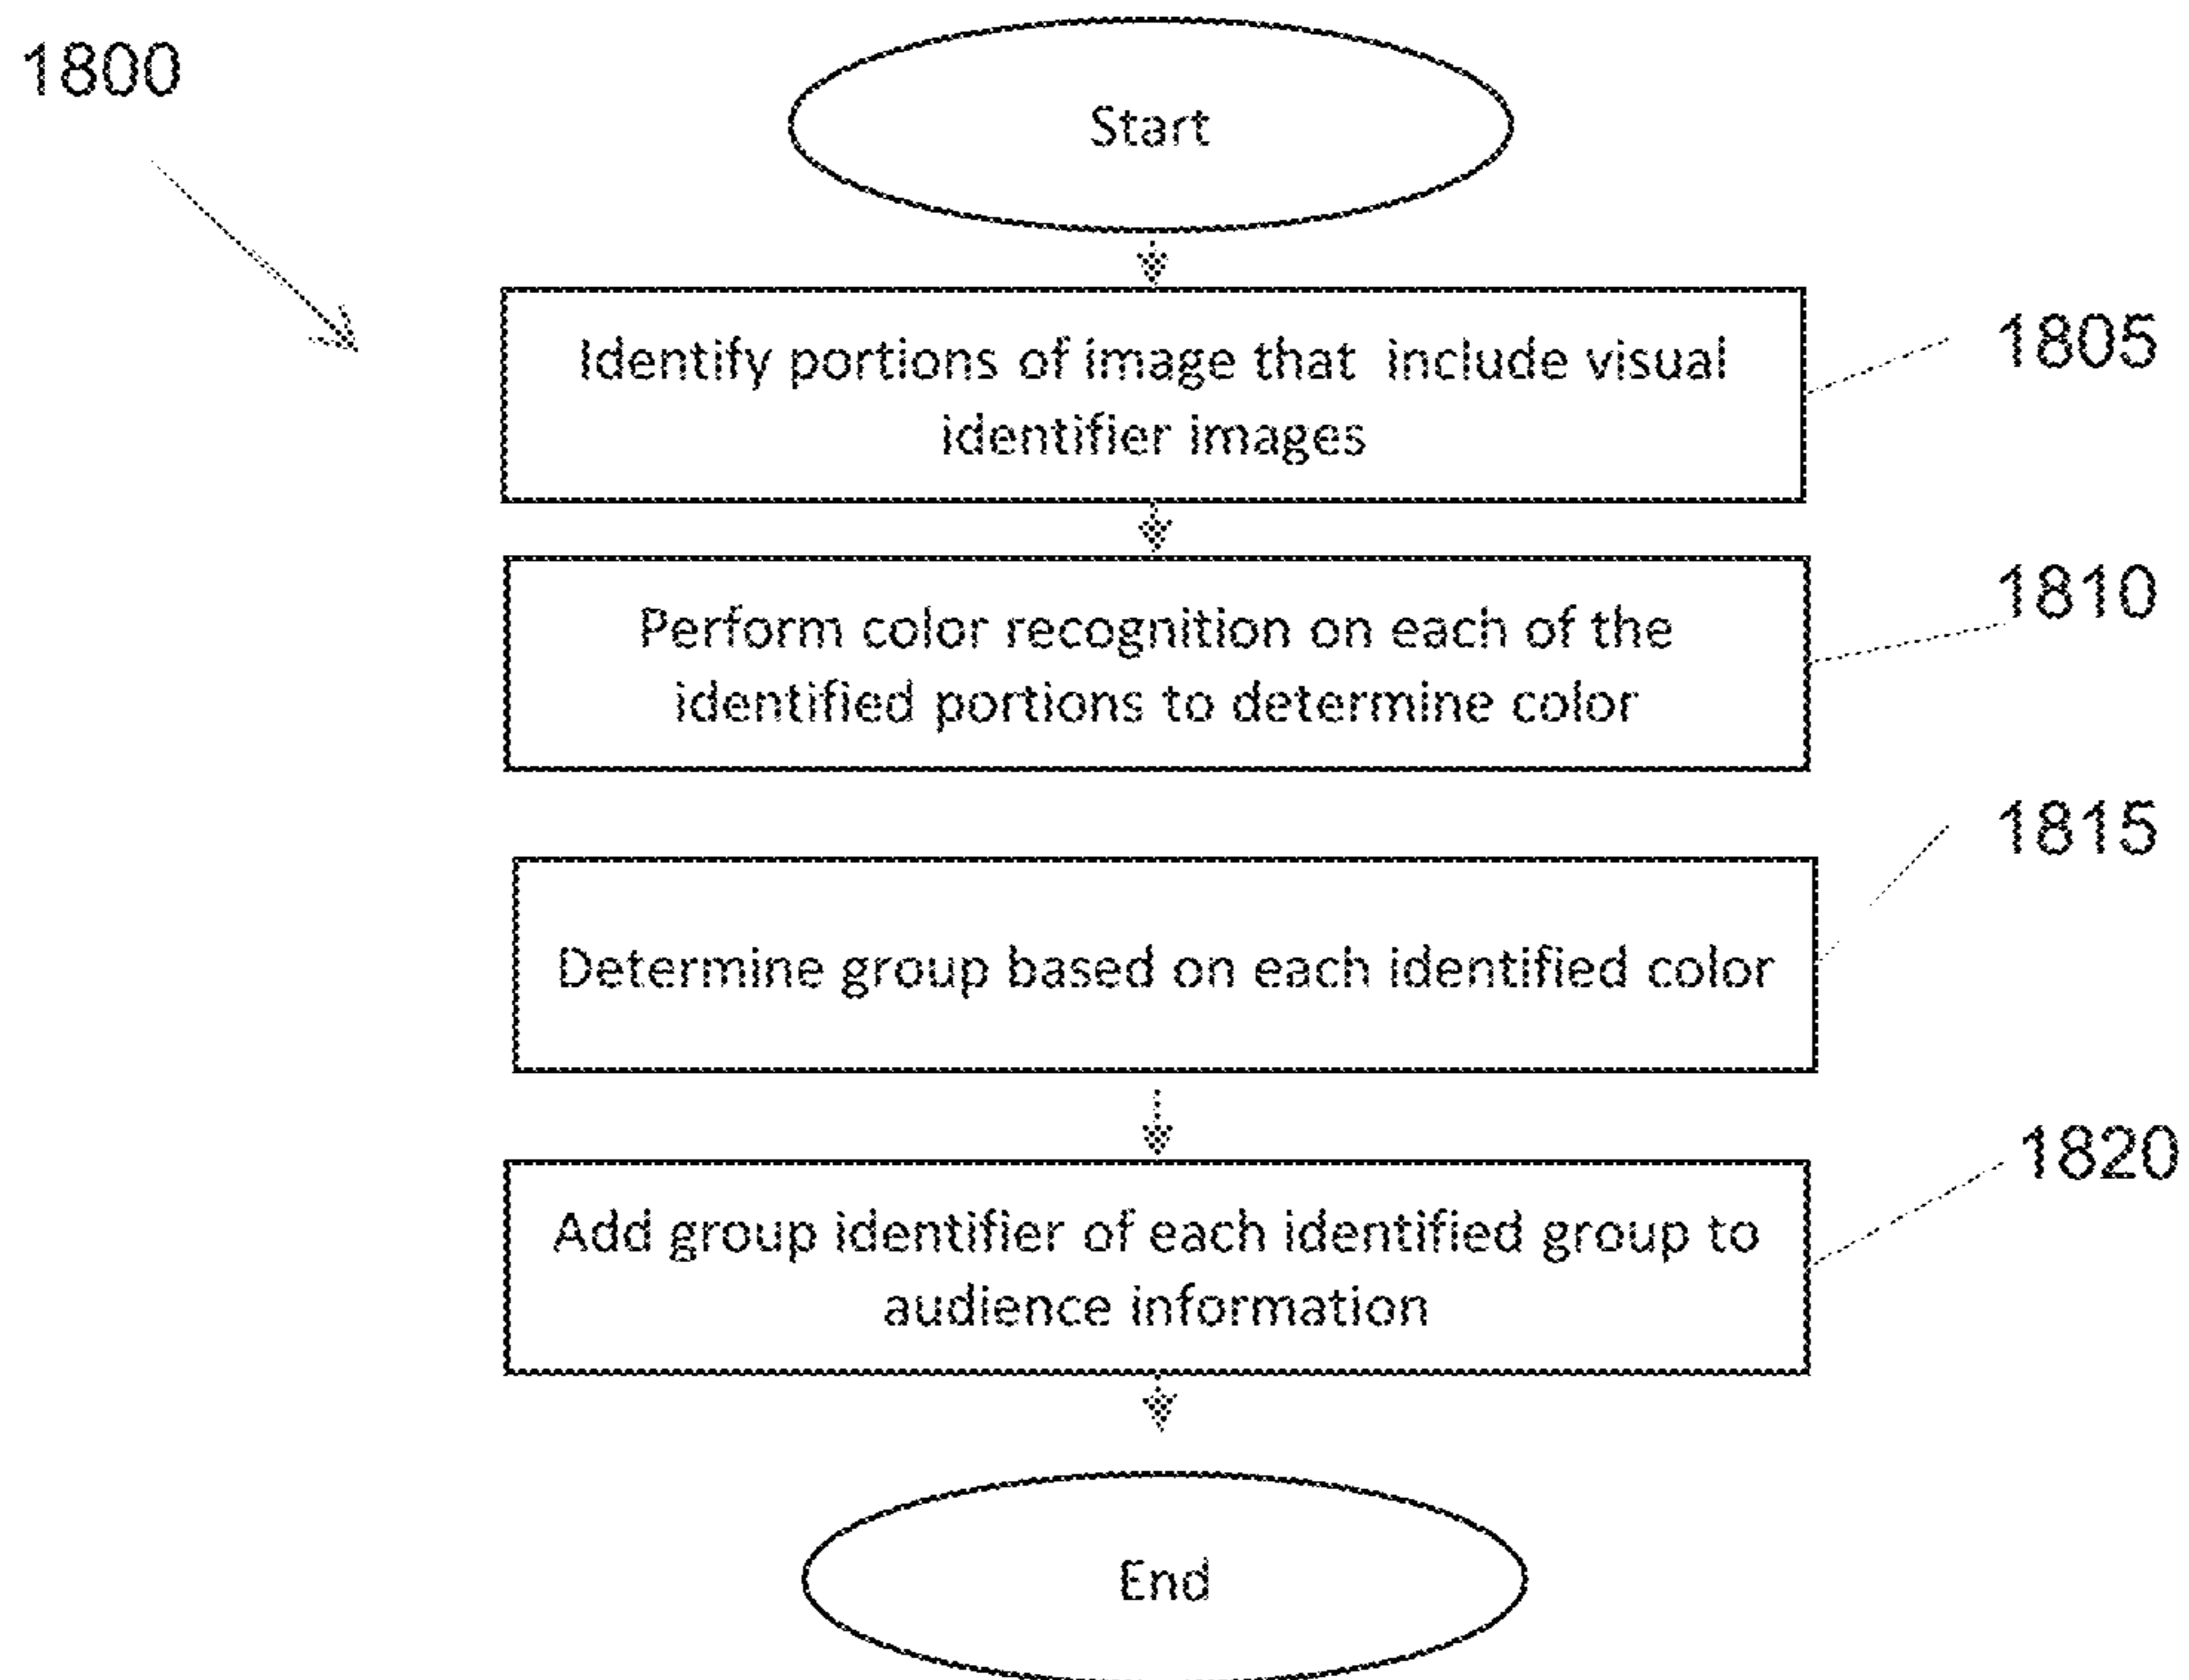 1800
Start
Identify portions of image that include visual
identifier images
1805
Perform color recognition on each of the
identified portions to determine color
1810
1815
Determine group based on each identified color
1820
Add group identifier of each identified group to
audience information
End